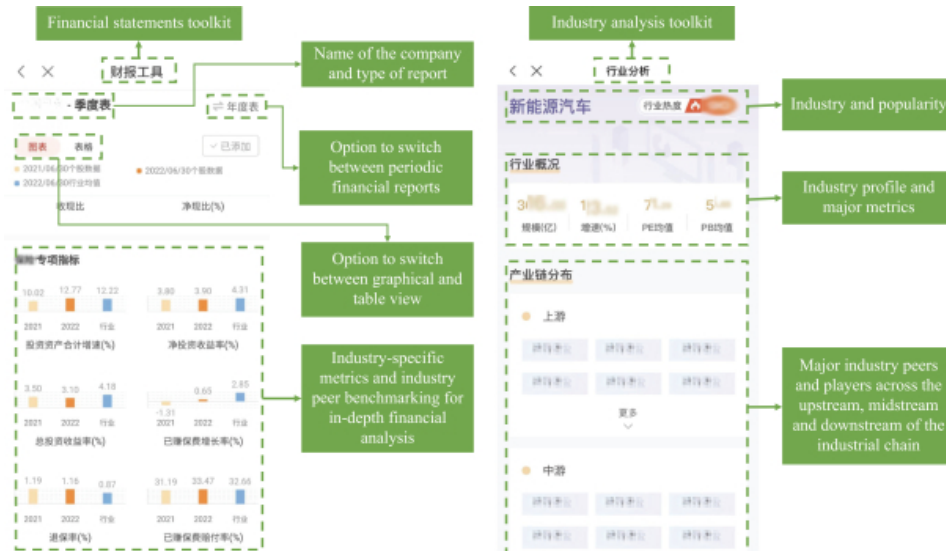 Financial statements toolkit
财报工具
- 季度表
⇌ 年度表
图表 表格
✓已添加
2021/06/30个股数据
2022/06/30个股数据
2022/06/30行业均值
收现比 净现比(%)
专项指标
10.02 12.77 12.22
2021 2022 行业
投资资产合计增速(%)
3.80 3.90 4.31
2021 2022 行业
净投资收益率(%)
3.50 3.10 4.18
2021 2022 行业
总投资收益率(%)
-1.31 0.65 2.85
2021 2022 行业
已赚保费增长率(%)
1.19 1.16 0.87
2021 2022 行业
退保率(%)
31.19 33.47 32.66
2021 2022 行业
已赚保费赔付率(%)
Name of the company
and type of report
Option to switch
between periodic
financial reports
Option to switch
between graphical and
table view
Industry-specific
metrics and industry
peer benchmarking for
in-depth financial
analysis
Industry analysis toolkit
行业分析
新能源汽车
行业热度
行业概况
规模(亿) 增速(%) PE均值 PB均值
产业链分布
上游
更多
中游
Industry and popularity
Industry profile and
major metrics
Major industry peers
and players across the
upstream, midstream
and downstream of the
industrial chain